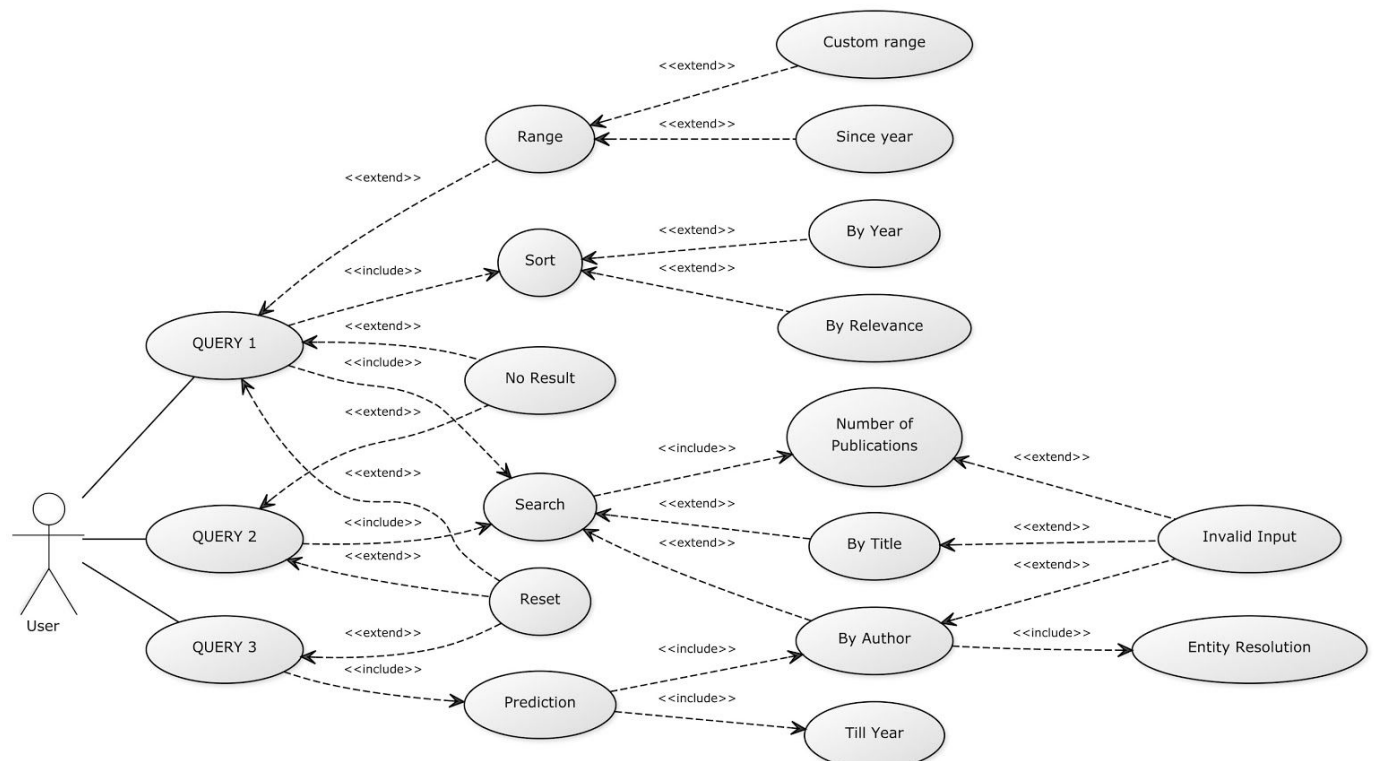 Custom range
<<extend>>
Range
<<extend>>
Since year
<<extend>>
By Year
<<extend>>
Sort
<<include>>
<<extend>>
By Relevance
QUERY 1
<<extend>>
<<include>>
No Result
<<extend>>
Number of
Publications
<<include>>
<<extend>>
<<extend>>
Search
<<extend>>
QUERY 2
<<include>>
<<extend>>
By Title
<<extend>>
Invalid Input
<<extend>>
<<extend>>
<<extend>>
Reset
User
QUERY 3
<<extend>>
By Author
<<include>>
Entity Resolution
<<include>>
<<include>>
Prediction
<<include>>
Till Year